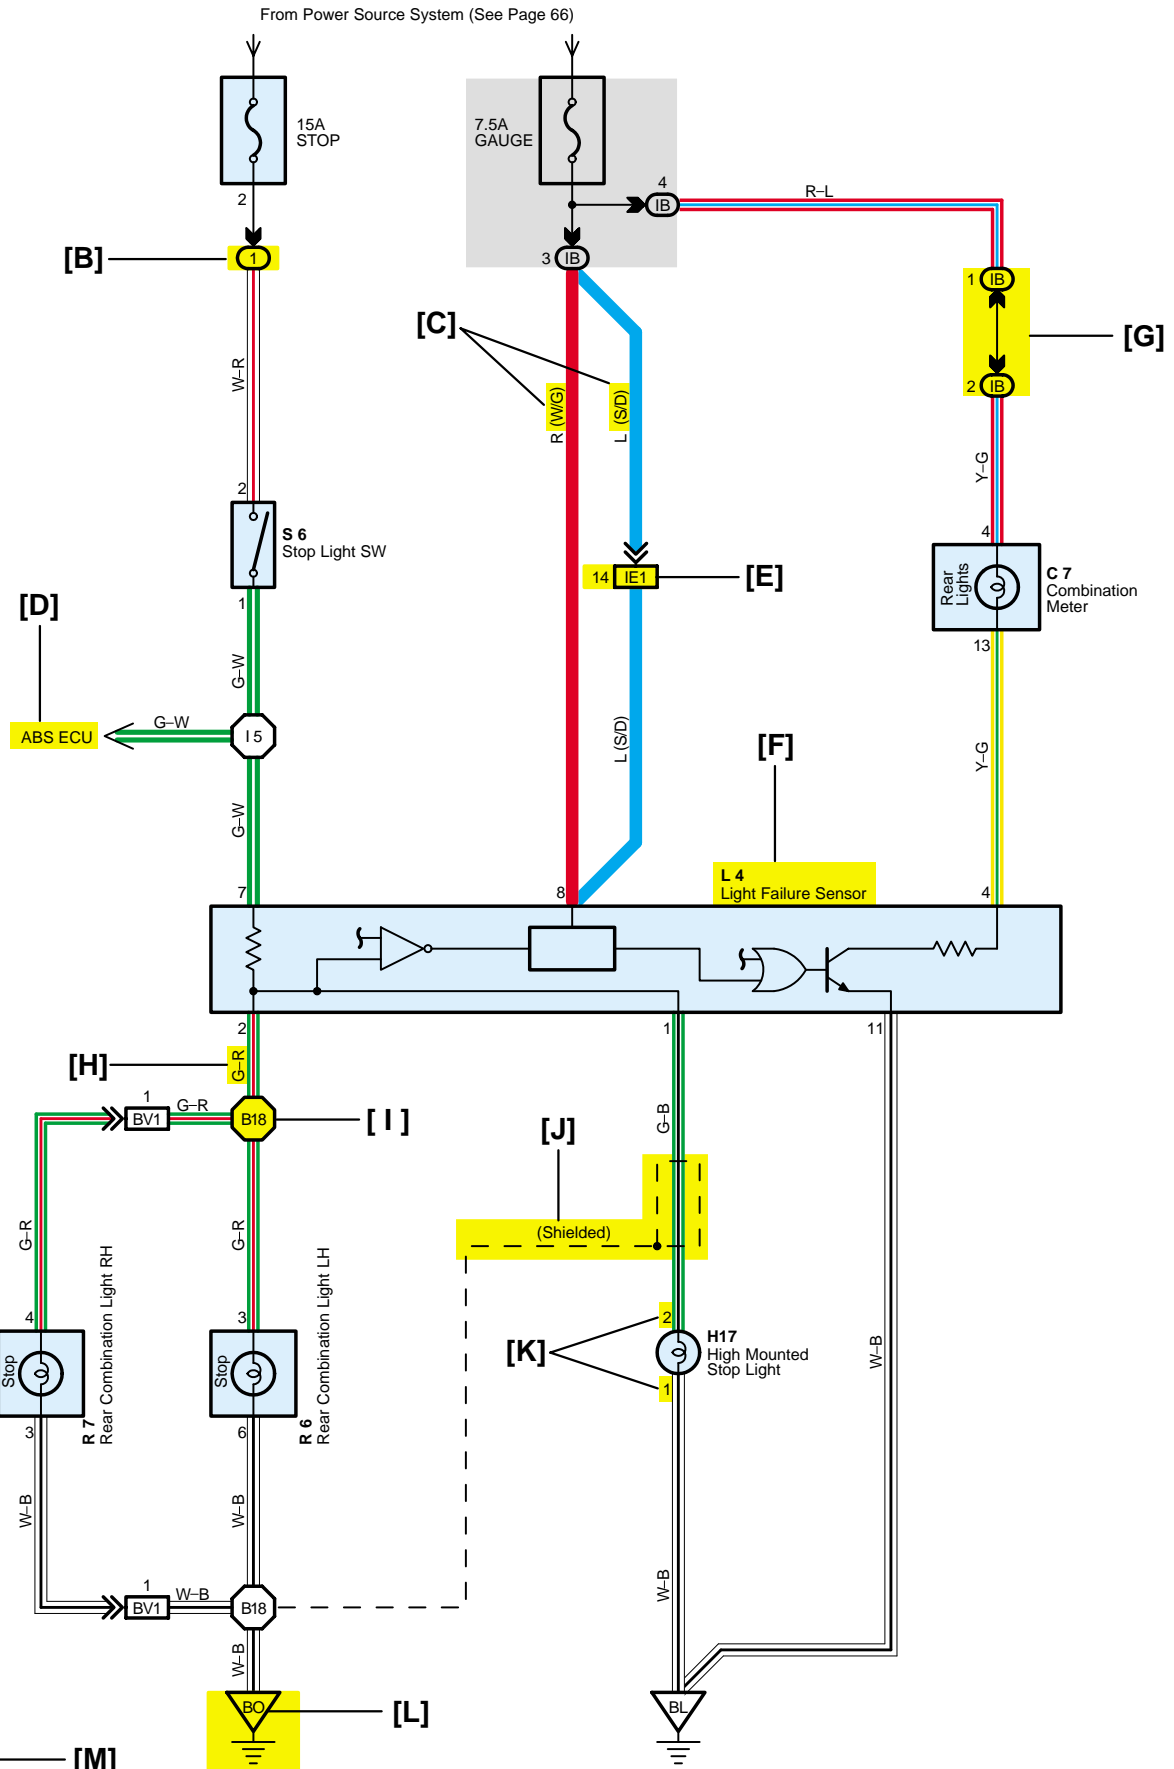 From Power Source System (See Page 66)
15A
STOP
7.5A
GAUGE
2
4
IB
R–L
[B]
1
3 IB
1 IB
[C]
[G]
W–R
R (W/G)
L (S/D)
2 IB
Y–G
2
S 6
Stop Light SW
4
Rear Lights
C 7
Combination
Meter
14 IE1
[E]
[D]
1
13
G–W
ABS ECU
G–W
I 5
L (S/D)
[F]
Y–G
G–W
L 4
Light Failure Sensor
7
8
4
2
1
11
[H]
G–R
1
BV1
G–R
B18
[ I ]
G–B
[J]
(Shielded)
G–R
G–R
Rear Combination Light RH
R 7
Rear Combination Light LH
R 6
4
3
2
Stop
Stop
[K]
H17
High Mounted
Stop Light
1
W–B
3
6
W–B
W–B
W–B
1
BV1
W–B
B18
W–B
BO
[L]
BL
[M]